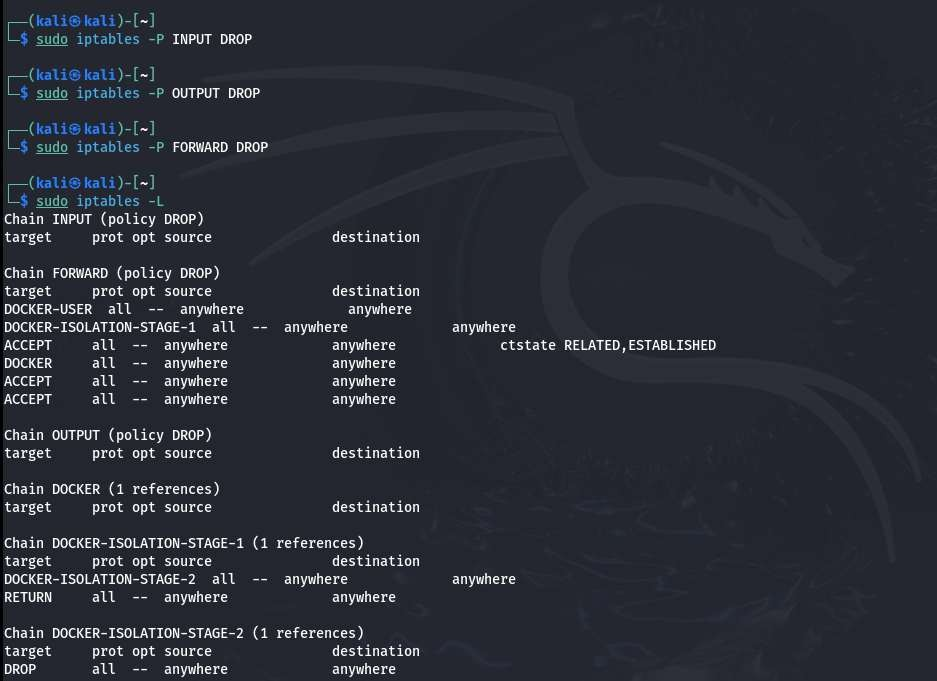 ┌──(kali㉿kali)-[~]
└─$ sudo iptables -P INPUT DROP

┌──(kali㉿kali)-[~]
└─$ sudo iptables -P OUTPUT DROP

┌──(kali㉿kali)-[~]
└─$ sudo iptables -P FORWARD DROP

┌──(kali㉿kali)-[~]
└─$ sudo iptables -L
Chain INPUT (policy DROP)
target     prot opt source               destination

Chain FORWARD (policy DROP)
target     prot opt source               destination
DOCKER-USER  all  --  anywhere             anywhere
DOCKER-ISOLATION-STAGE-1  all  --  anywhere             anywhere
ACCEPT     all  --  anywhere             anywhere             ctstate RELATED,ESTABLISHED
DOCKER     all  --  anywhere             anywhere
ACCEPT     all  --  anywhere             anywhere
ACCEPT     all  --  anywhere             anywhere

Chain OUTPUT (policy DROP)
target     prot opt source               destination

Chain DOCKER (1 references)
target     prot opt source               destination

Chain DOCKER-ISOLATION-STAGE-1 (1 references)
target     prot opt source               destination
DOCKER-ISOLATION-STAGE-2  all  --  anywhere             anywhere
RETURN     all  --  anywhere             anywhere

Chain DOCKER-ISOLATION-STAGE-2 (1 references)
target     prot opt source               destination
DROP       all  --  anywhere             anywhere